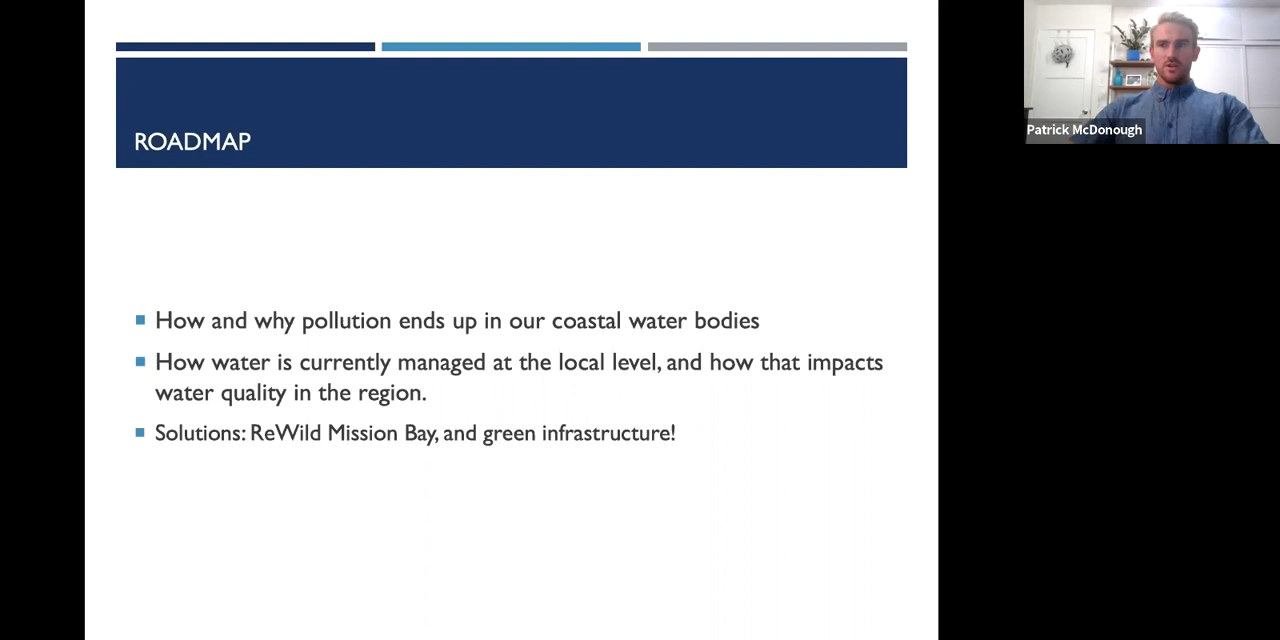 ROADMAP
How and why pollution ends up in our coastal water bodies
How water is currently managed at the local level, and how that impacts
water quality in the region.
Solutions: ReWild Mission Bay, and green infrastructure!
Patrick McDonough